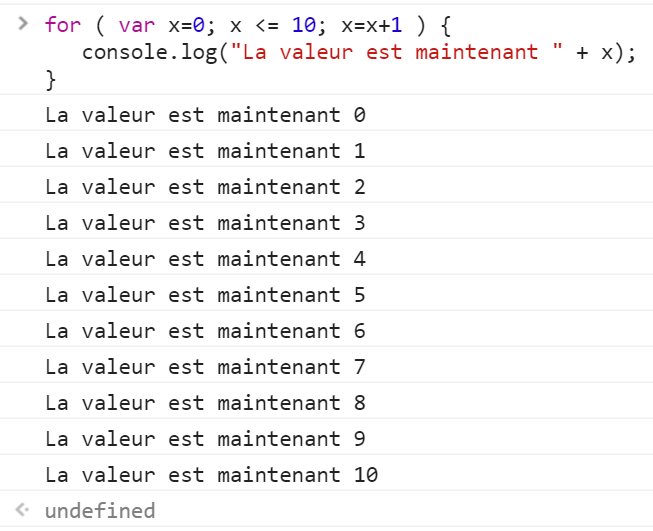 for ( var x=0; x <= 10; x=x+1 ) {
   console.log("La valeur est maintenant " + x);
}
La valeur est maintenant 0
La valeur est maintenant 1
La valeur est maintenant 2
La valeur est maintenant 3
La valeur est maintenant 4
La valeur est maintenant 5
La valeur est maintenant 6
La valeur est maintenant 7
La valeur est maintenant 8
La valeur est maintenant 9
La valeur est maintenant 10
undefined